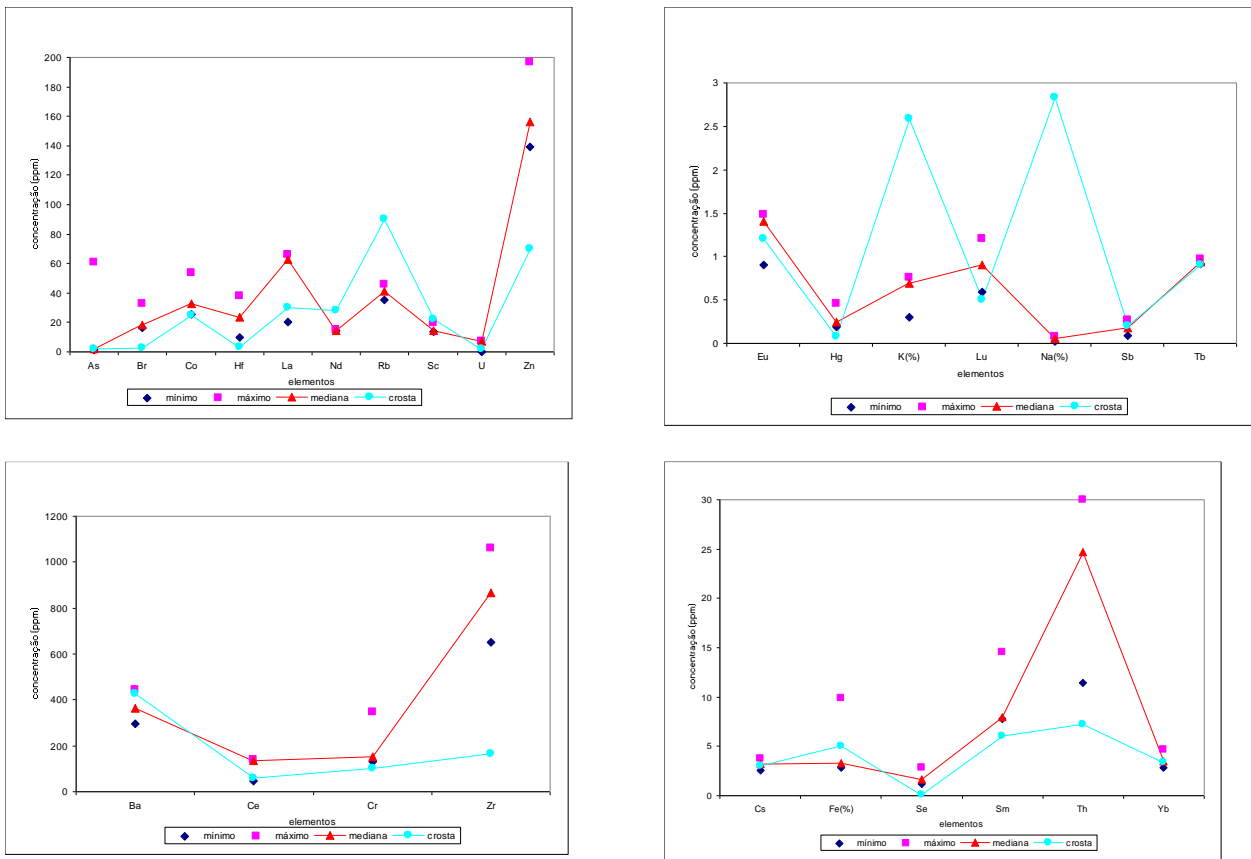 200
180
160
140
120
100
80
60
40
20
0
concentração (ppm)
As Br Co Hf La Nd Rb Sc U Zn
elementos
mínimo máximo mediana crosta
3
2.5
2
1.5
1
0.5
0
concentração (ppm)
Eu Hg K(%) Lu Na(%) Sb Tb
elementos
mínimo máximo mediana crosta
1200
1000
800
600
400
200
0
concentração (ppm)
Ba Ce Cr Zr
elementos
mínimo máximo mediana crosta
30
25
20
15
10
5
0
concentração (ppm)
Cs Fe(%) Se Sm Th Yb
elementos
mínimo máximo mediana crosta